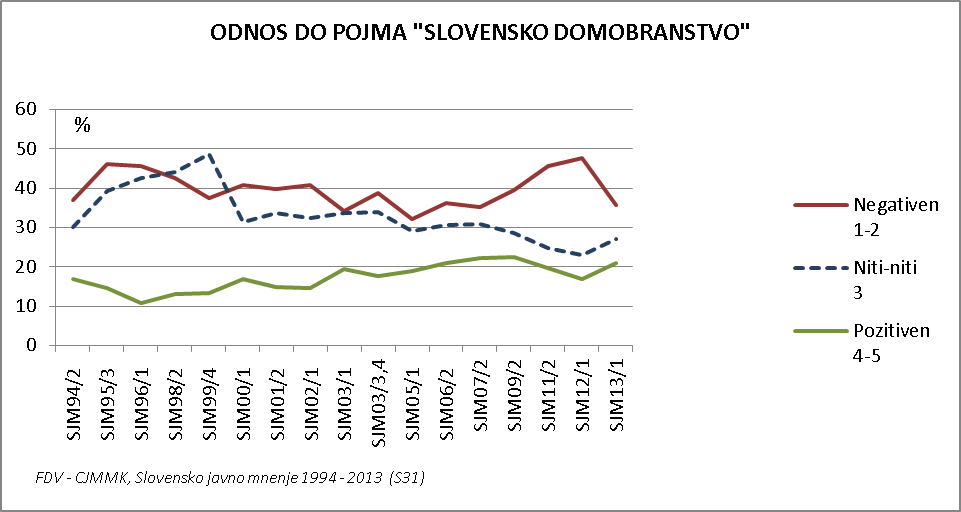 ODNOS DO POJMA "SLOVENSKO DOMOBRANSTVO"
60
50
40
30
20
10
0
%
Negativen
1-2
Niti-niti
3
Pozitiven
4-5
SJM94/2
SJM95/3
SJM96/1
SJM98/2
SJM99/4
SJM00/1
SJM01/2
SJM02/1
SJM03/1
SJM03/3,4
SJM05/1
SJM06/2
SJM07/2
SJM09/2
SJM11/2
SJM12/1
SJM13/1
FDV - CJMMK, Slovensko javno mnenje 1994 - 2013 (S31)